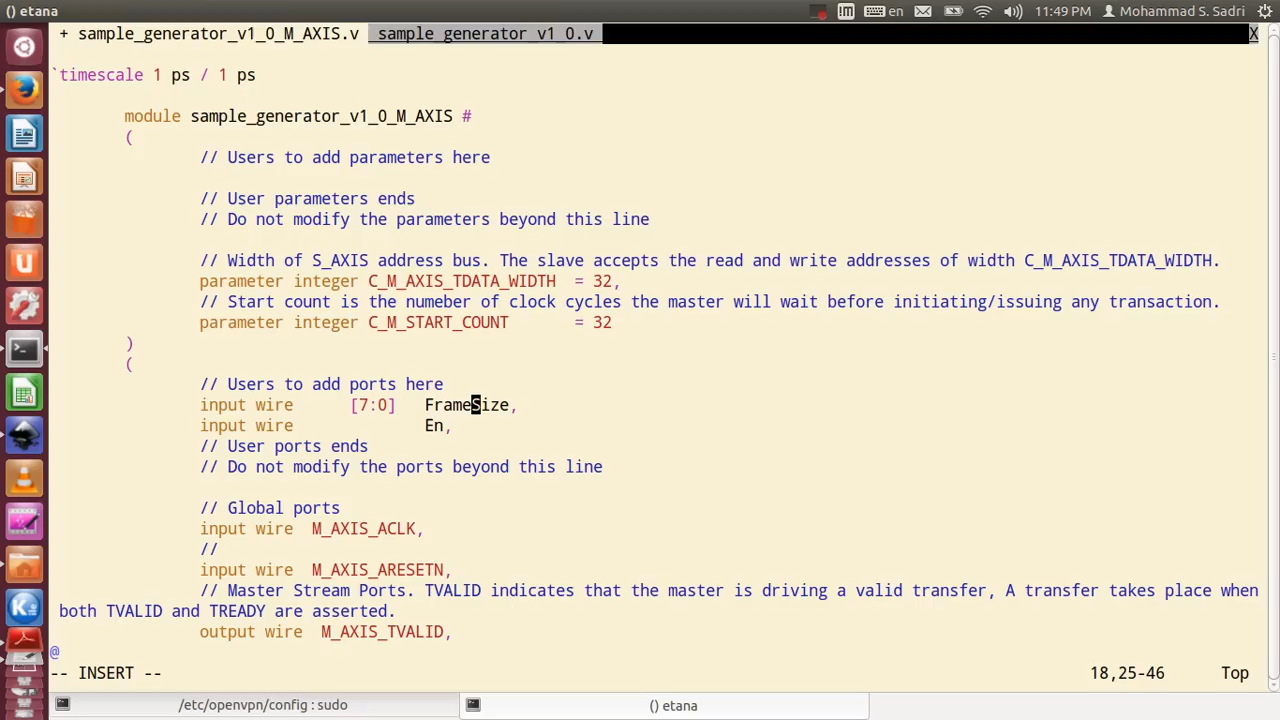 () etana
en
11:49 PM
Mohammad S. Sadri
+ sample_generator_v1_0_M_AXIS.v sample_generator_v1_0.v X
`timescale 1 ps / 1 ps
module sample_generator_v1_0_M_AXIS #
(
// Users to add parameters here
// User parameters ends
// Do not modify the parameters beyond this line
// Width of S_AXIS address bus. The slave accepts the read and write addresses of width C_M_AXIS_TDATA_WIDTH.
parameter integer C_M_AXIS_TDATA_WIDTH = 32,
// Start count is the numeber of clock cycles the master will wait before initiating/issuing any transaction.
parameter integer C_M_START_COUNT = 32
)
(
// Users to add ports here
input wire [7:0] FrameSize,
input wire En,
// User ports ends
// Do not modify the ports beyond this line
// Global ports
input wire M_AXIS_ACLK,
//
input wire M_AXIS_ARESETN,
// Master Stream Ports. TVALID indicates that the master is driving a valid transfer, A transfer takes place when
both TVALID and TREADY are asserted.
output wire M_AXIS_TVALID,
@
-- INSERT -- 18,25-46 Top
/etc/openvpn/config : sudo
() etana